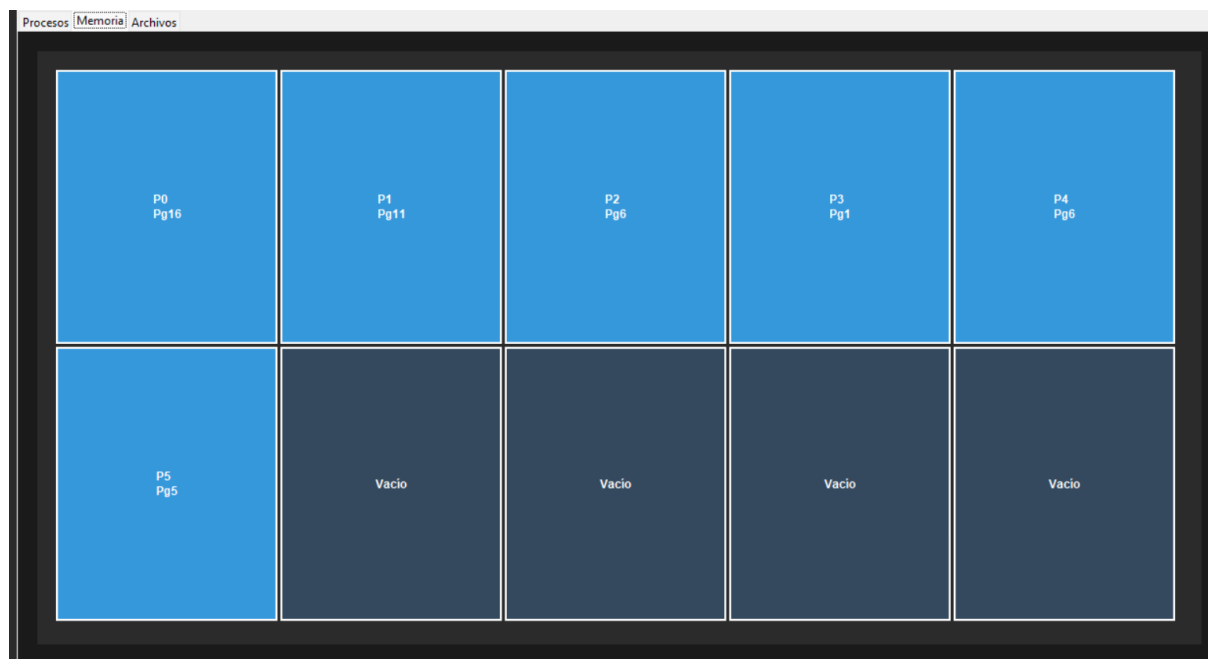 Procesos Memoria Archivos
P0
Pg16
P1
Pg11
P2
Pg6
P3
Pg1
P4
Pg6
P5
Pg5
Vacio
Vacio
Vacio
Vacio